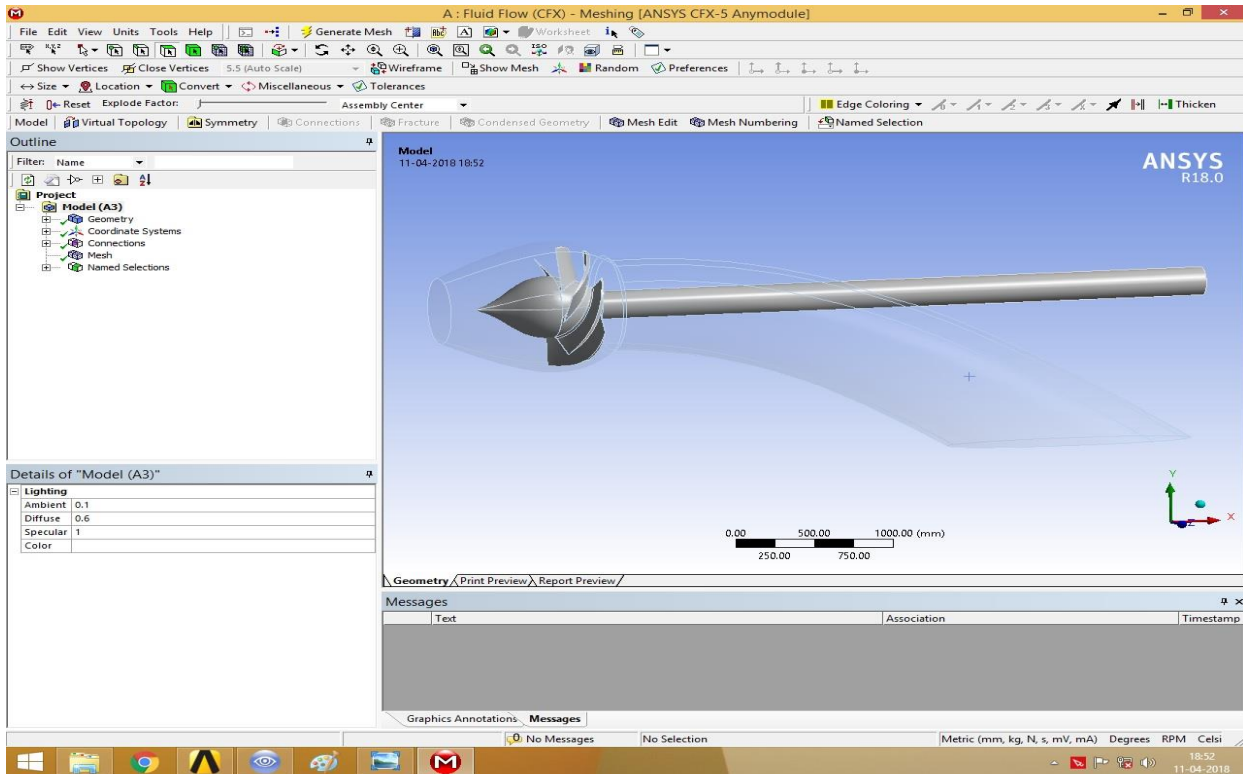 A : Fluid Flow (CFX) - Meshing [ANSYS CFX-5 Anymodule]
File Edit View Units Tools Help Generate Mesh A Worksheet
Show Vertices Close Vertices 5.5 (Auto Scale) Wireframe Show Mesh Random Preferences
Size Location Convert Miscellaneous Tolerances
Reset Explode Factor: Assembly Center Edge Coloring Thicken
Model Virtual Topology Symmetry Connections Fracture Condensed Geometry Mesh Edit Mesh Numbering Named Selection
Outline
Filter: Name
Project
Model (A3)
Geometry
Coordinate Systems
Connections
Mesh
Named Selections
Details of "Model (A3)"
Lighting
Ambient 0.1
Diffuse 0.6
Specular 1
Color
Model
11-04-2018 18:52
ANSYS
R18.0
Y
X
Z
0.00 500.00 1000.00 (mm)
250.00 750.00
Geometry Print Preview Report Preview
Messages
Text Association Timestamp
Graphics Annotations Messages
No Messages No Selection Metric (mm, kg, N, s, mV, mA) Degrees RPM Celsi
18:52
11-04-2018